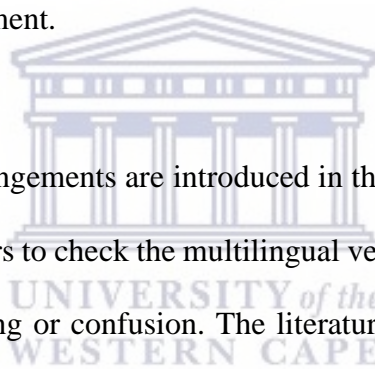 nent.
ngements are introduced in th
rs to check the multilingual ve
UNIVERSITY of the
ng or confusion. The literatur
WESTERN CAPE